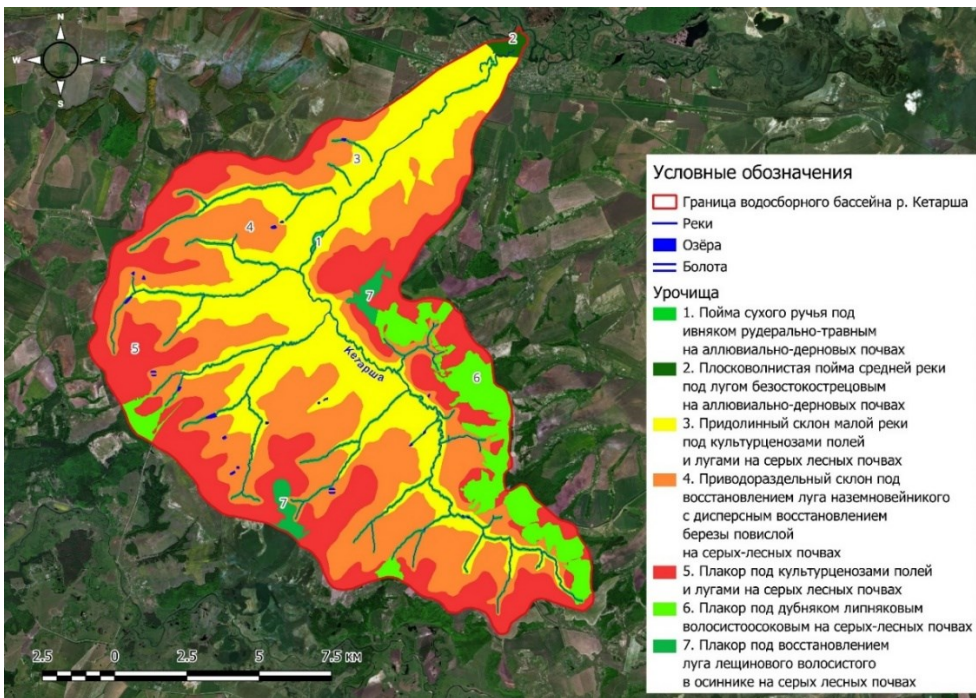 N
W E
S
2
3
4
1
7
5
Кетарша
6
7
Условные обозначения
Граница водосборного бассейна р. Кетарша
Реки
Озёра
Болота
Урочища
1. Пойма сухого ручья под
ивняком рудерально-травным
на аллювиально-дерновых почвах
2. Плосковолнистая пойма средней реки
под лугом безостокострецовым
на аллювиально-дерновых почвах
3. Придолинный склон малой реки
под культурценозами полей
и лугами на серых лесных почвах
4. Приводораздельный склон под
восстановлением луга наземновейникого
с дисперсным восстановлением
березы повислой
на серых-лесных почвах
5. Плакор под культурценозами полей
и лугами на серых лесных почвах
6. Плакор под дубняком липняковым
волосистоосоковым на серых-лесных почвах
7. Плакор под восстановлением
луга лещинового волосистого
в осиннике на серых лесных почвах
2.5 0 2.5 5 7.5 км